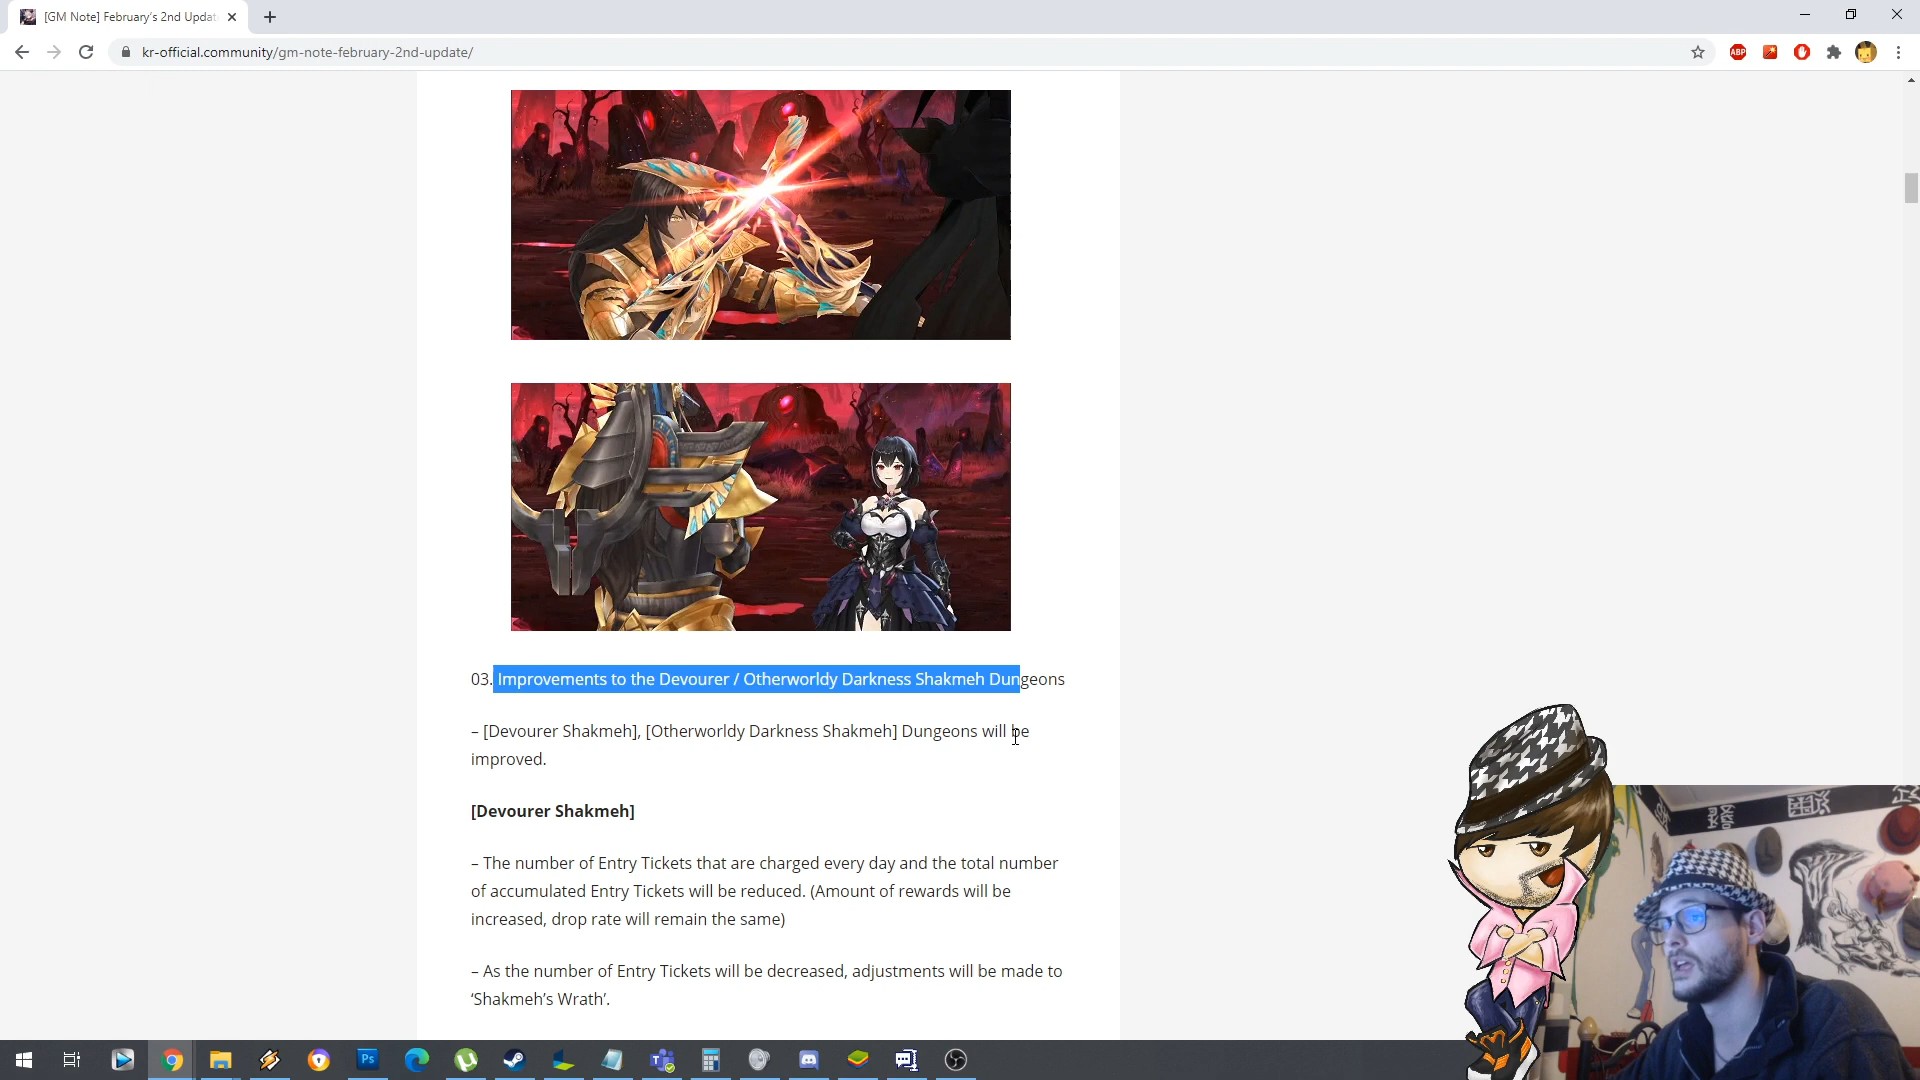 [GM Note] February's 2nd Updat
kr-official.community/gm-note-february-2nd-update/
ABP
03. Improvements to the Devourer / Otherworldy Darkness Shakmeh Dungeons
– [Devourer Shakmeh], [Otherworldy Darkness Shakmeh] Dungeons will be
improved.
[Devourer Shakmeh]
– The number of Entry Tickets that are charged every day and the total number
of accumulated Entry Tickets will be reduced. (Amount of rewards will be
increased, drop rate will remain the same)
– As the number of Entry Tickets will be decreased, adjustments will be made to
‘Shakmeh’s Wrath’.
Ps